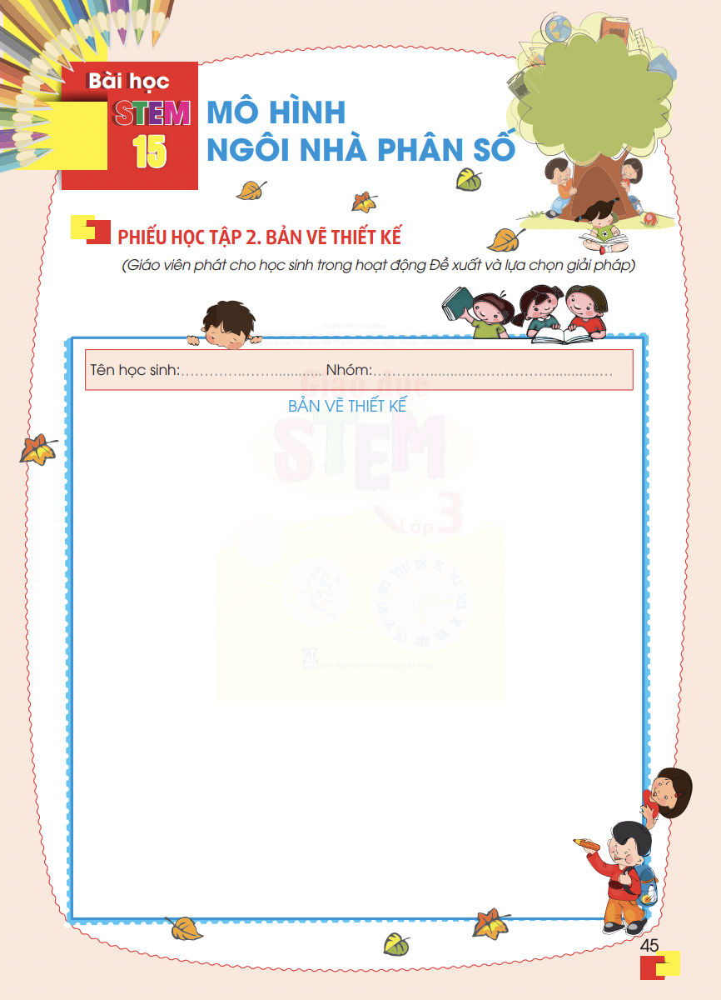 Bài học
STEM
15
MÔ HÌNH
NGÔI NHÀ PHÂN SỐ
PHIẾU HỌC TẬP 2. BẢN VẼ THIẾT KẾ
(Giáo viên phát cho học sinh trong hoạt động Đề xuất và lựa chọn giải pháp)
Tên học sinh:.............................. Nhóm: ..................................................
BẢN VẼ THIẾT KẾ
Giáo dục
STEM
Lớp 3
45